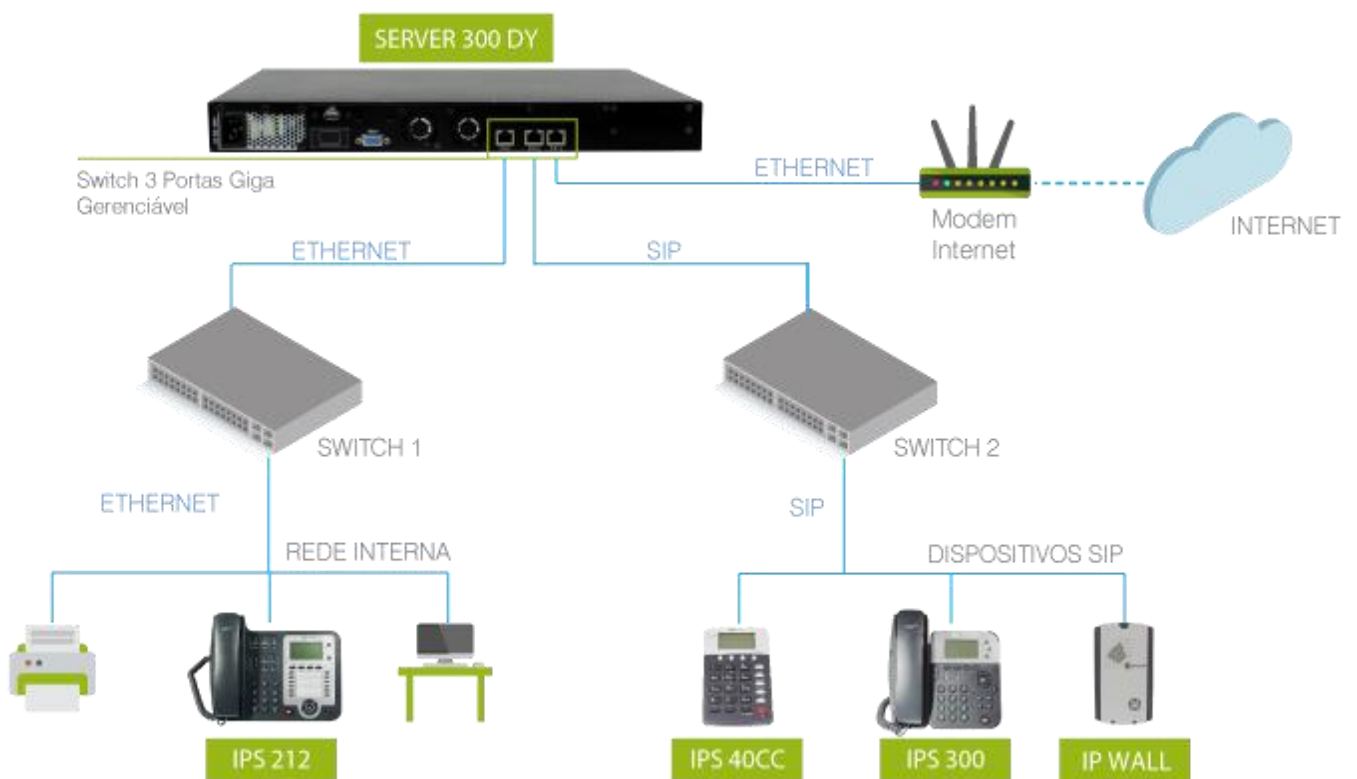 SERVER 300 DY
Switch 3 Portas Giga
Gerenciável
ETHERNET
Modem
Internet
INTERNET
ETHERNET
SIP
SWITCH 1
SWITCH 2
ETHERNET
SIP
REDE INTERNA
DISPOSITIVOS SIP
IPS 212
IPS 40CC
IPS 300
IP WALL